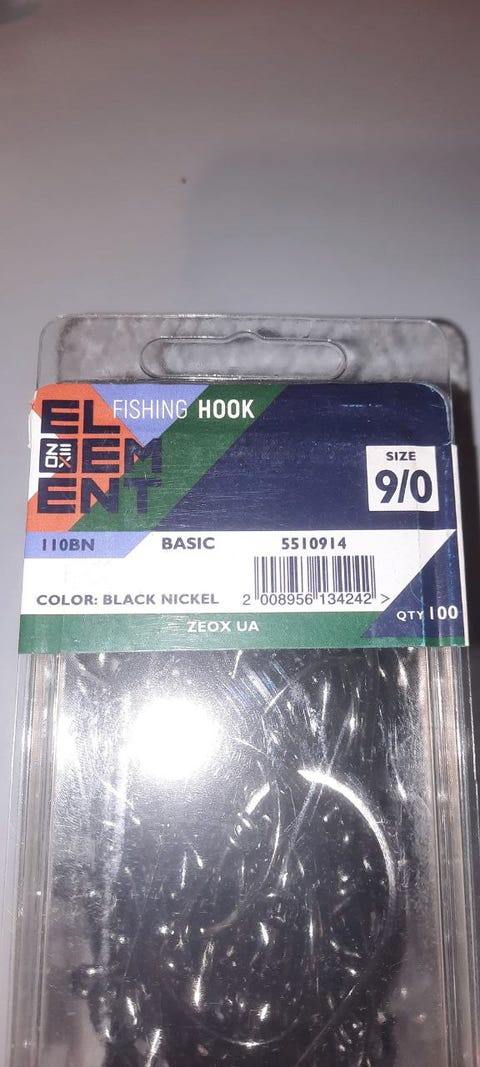 FISHING HOOK
EL
ZEOX EM
ENT
SIZE
9/0
110BN BASIC 5510914
COLOR: BLACK NICKEL 2 008956 134242 >
QTY 100
ZEOX UA